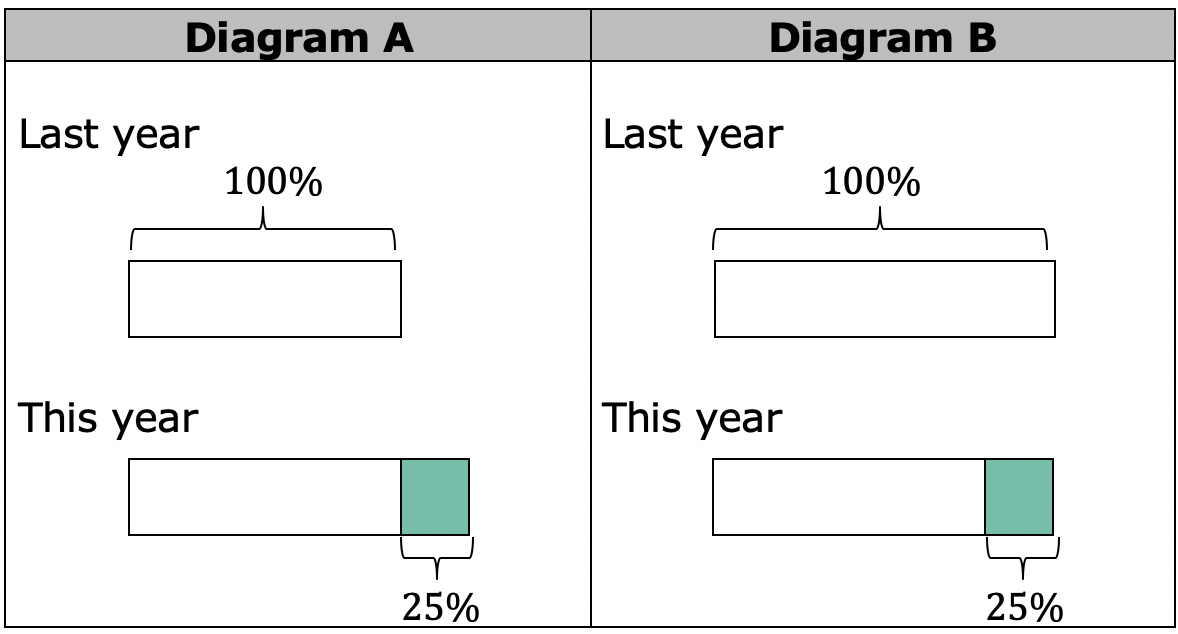 Diagram A
Last year
100%
This year
25%
Diagram B
Last year
100%
This year
25%